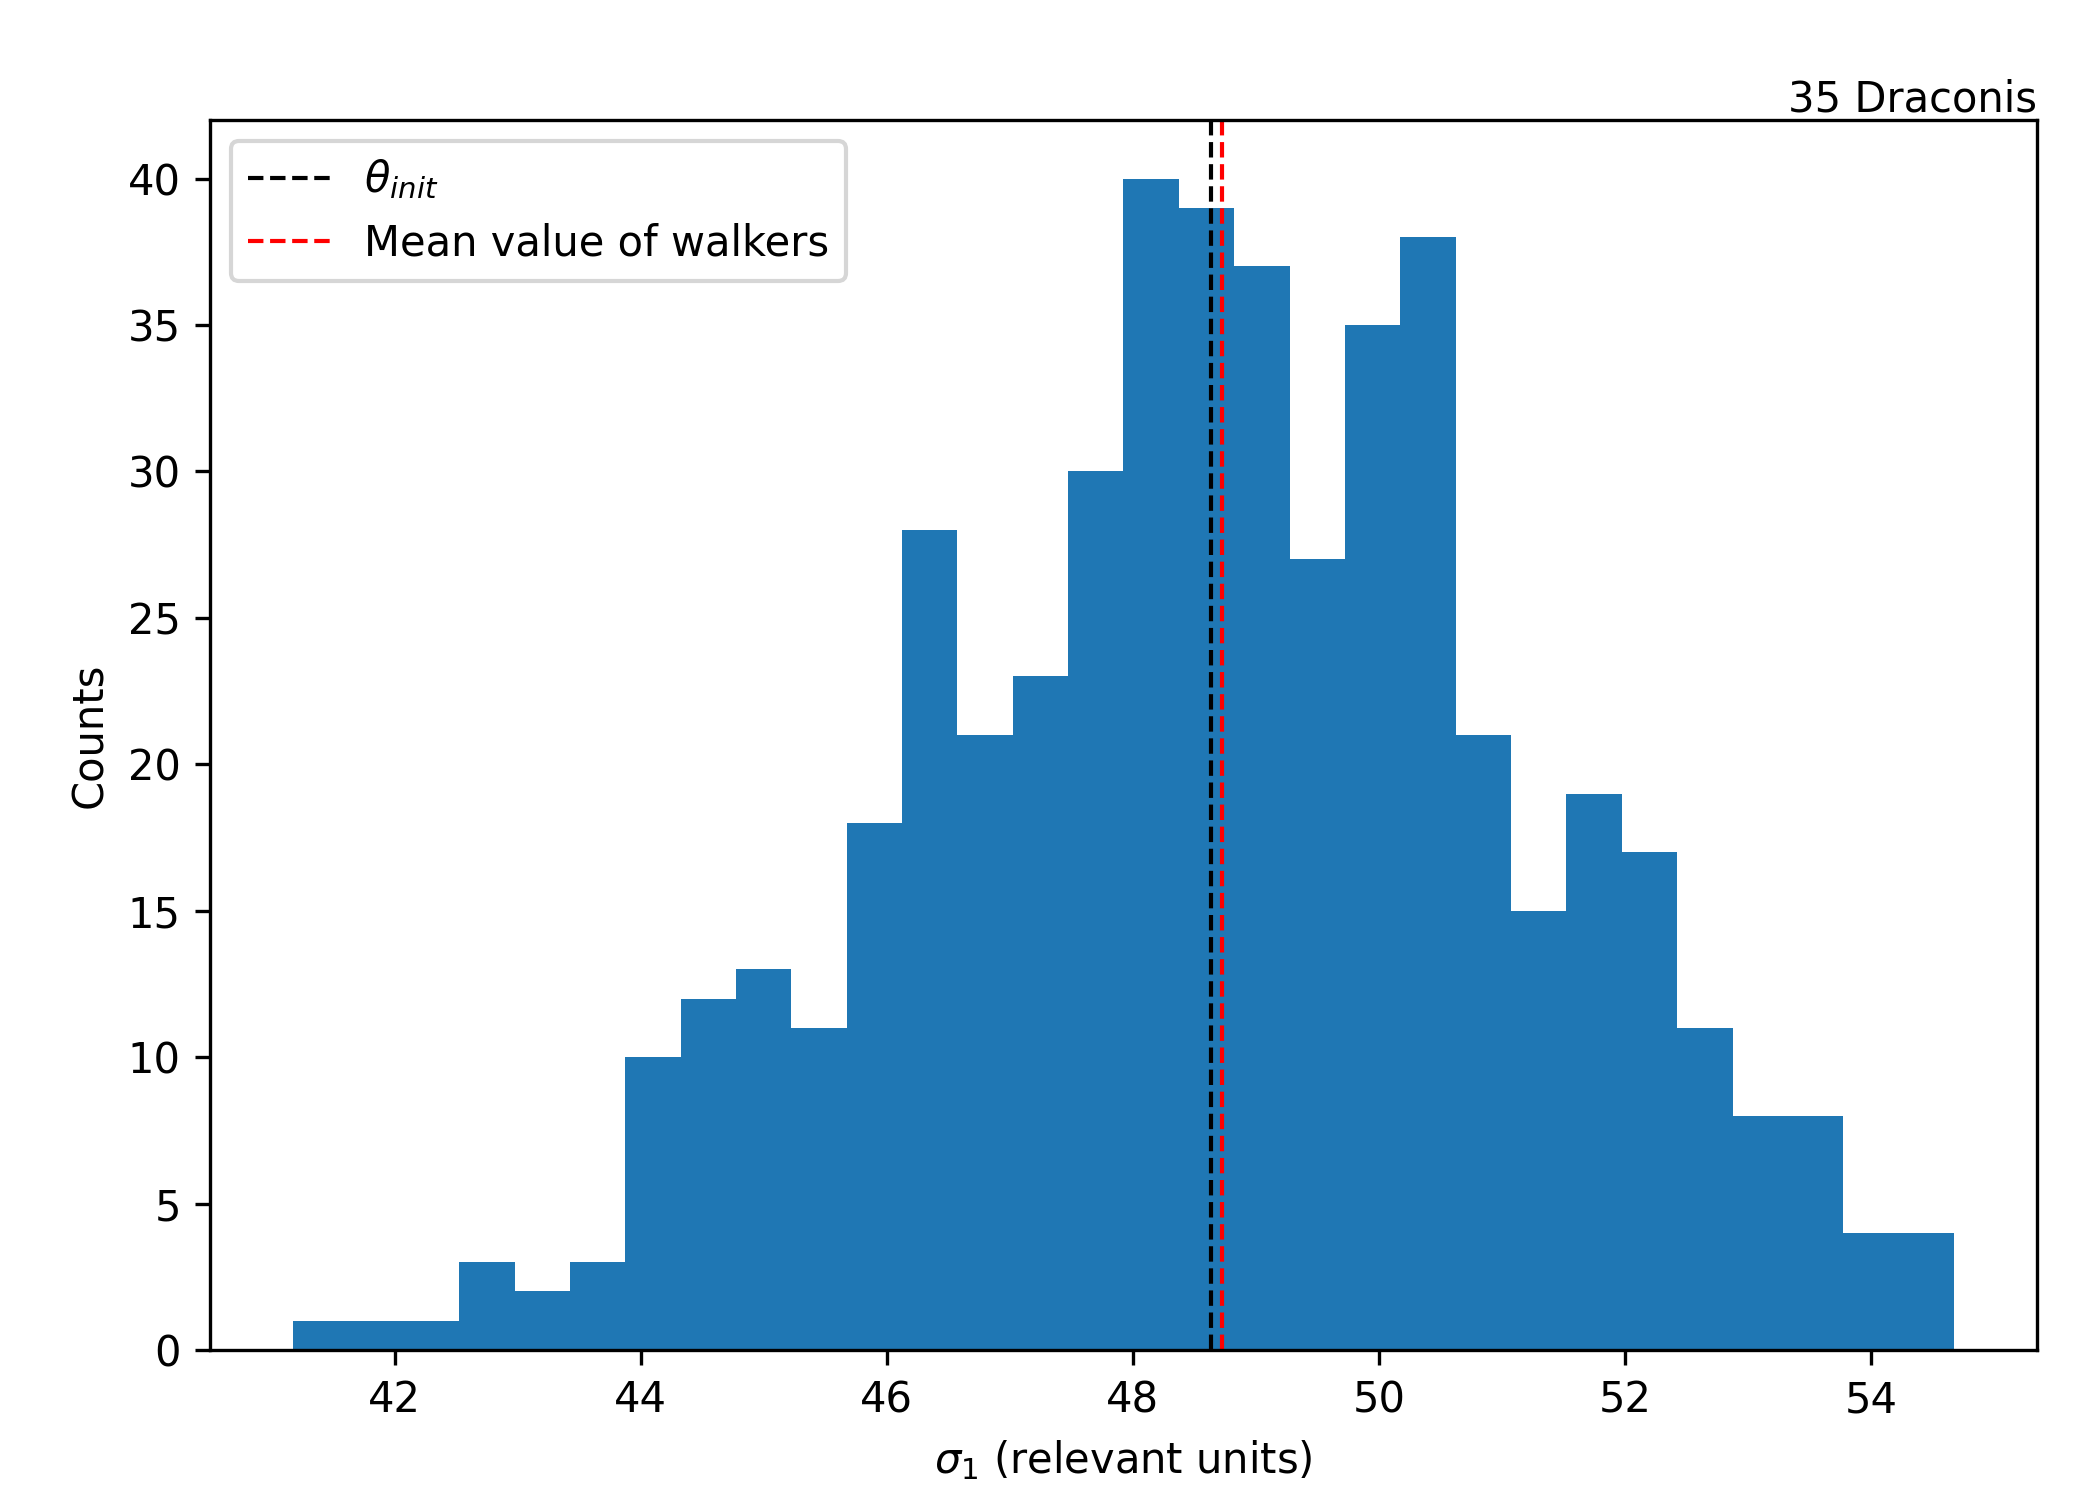 35 Draconis
θinit
Mean value of walkers
40
35
30
25
20
15
10
5
0
Counts
42 44 46 48 50 52 54
σ1 (relevant units)